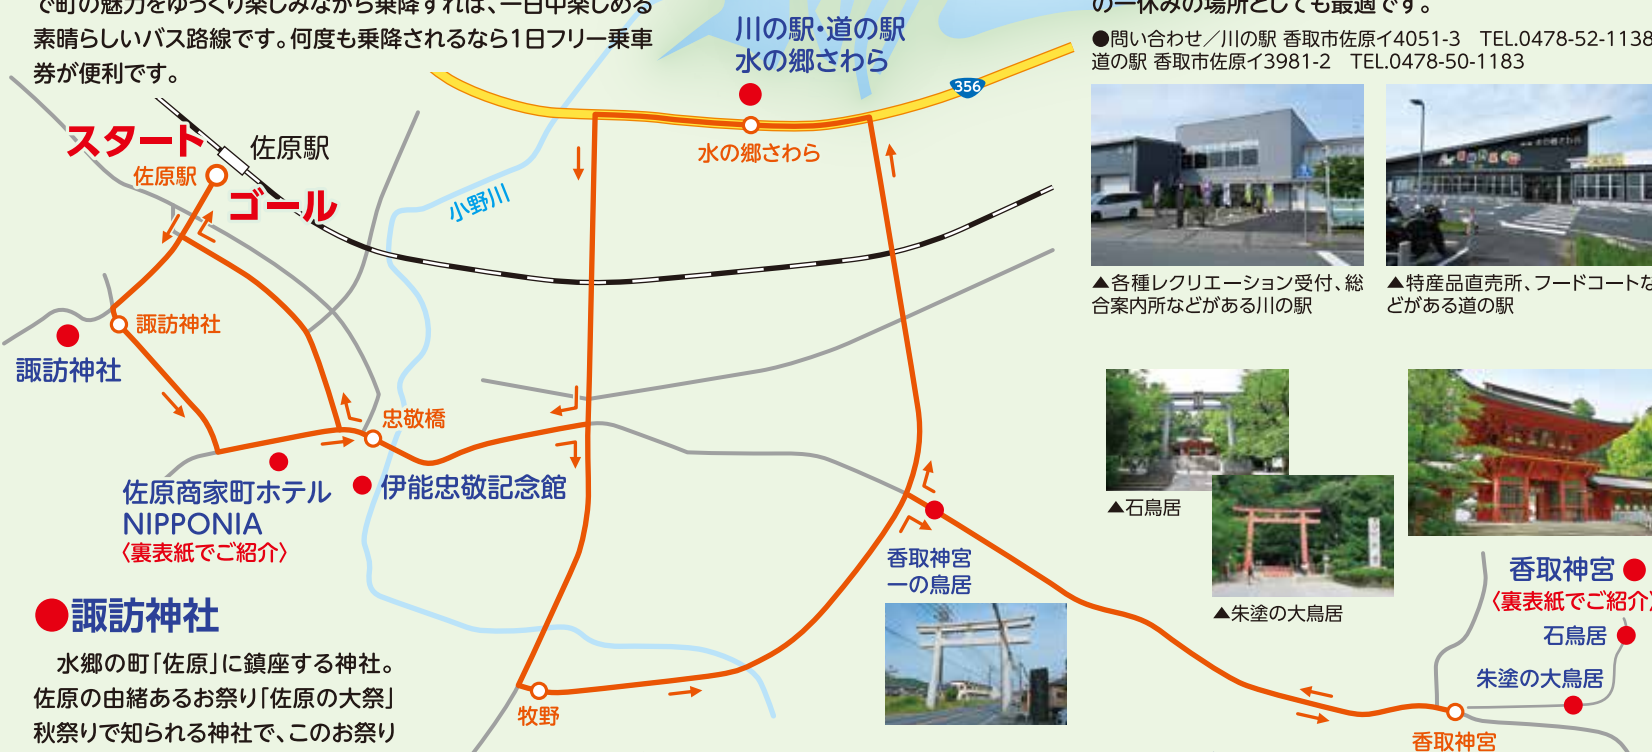 で町の魅力をゆっくり楽しみながら乗降すれば、一日中楽しめる
素晴らしいバス路線です。何度も乗降されるなら1日フリー乗車
券が便利です。
川の駅・道の駅
水の郷さわら
水の郷さわら
356
の一休みの場所としても最適です。
●問い合わせ／川の駅 香取市佐原イ4051-3　TEL.0478-52-1138
道の駅 香取市佐原イ3981-2　TEL.0478-50-1183
スタート
佐原駅
佐原駅
ゴール
小野川
▲各種レクリエーション受付、総
合案内所などがある川の駅
▲特産品直売所、フードコートな
どがある道の駅
諏訪神社
諏訪神社
忠敬橋
佐原商家町ホテル
NIPPONIA
〈裏表紙でご紹介〉
伊能忠敬記念館
▲石鳥居
▲朱塗の大鳥居
香取神宮
一の鳥居
香取神宮
〈裏表紙でご紹介〉
石鳥居
朱塗の大鳥居
香取神宮
牧野
●諏訪神社
水郷の町「佐原」に鎮座する神社。
佐原の由緒あるお祭り「佐原の大祭」
秋祭りで知られる神社で、このお祭り